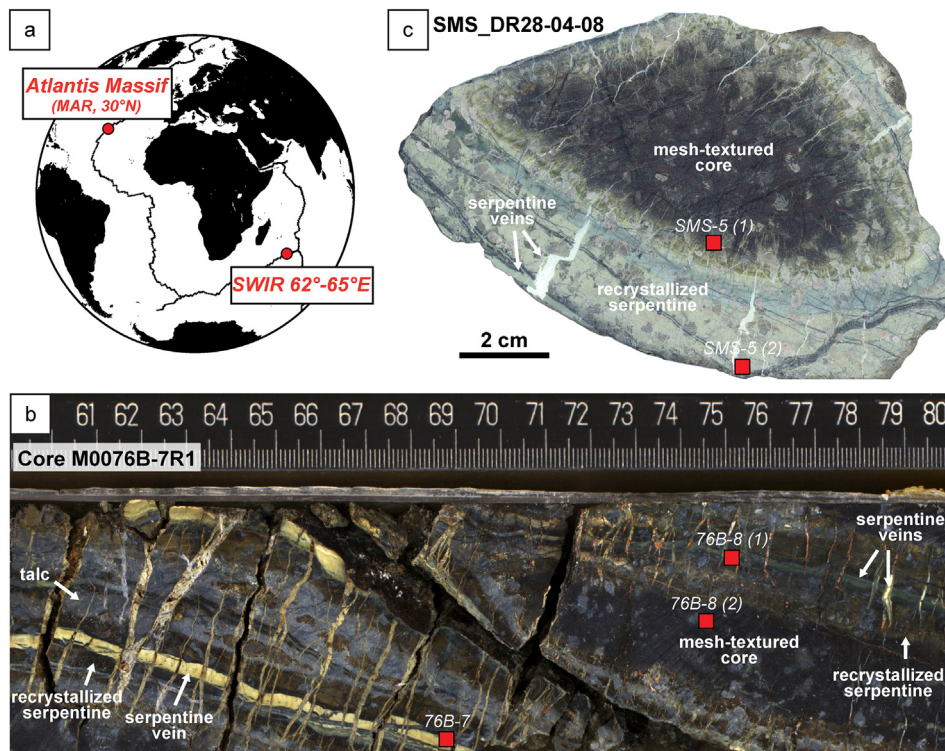 a
Atlantis Massif
(MAR, 30°N)
SWIR 62°-65°E
c
SMS_DR28-04-08
mesh-textured
core
serpentine
veins
SMS-5 (1)
recrystallized
serpentine
2 cm
SMS-5 (2)
b
61 62 63 64 65 66 67 68 69 70 71 72 73 74 75 76 77 78 79 80
Core M0076B-7R1
serpentine
veins
76B-8 (1)
talc
76B-8 (2)
mesh-textured
core
recrystallized
serpentine
serpentine
vein
recrystallized
serpentine
76B-7